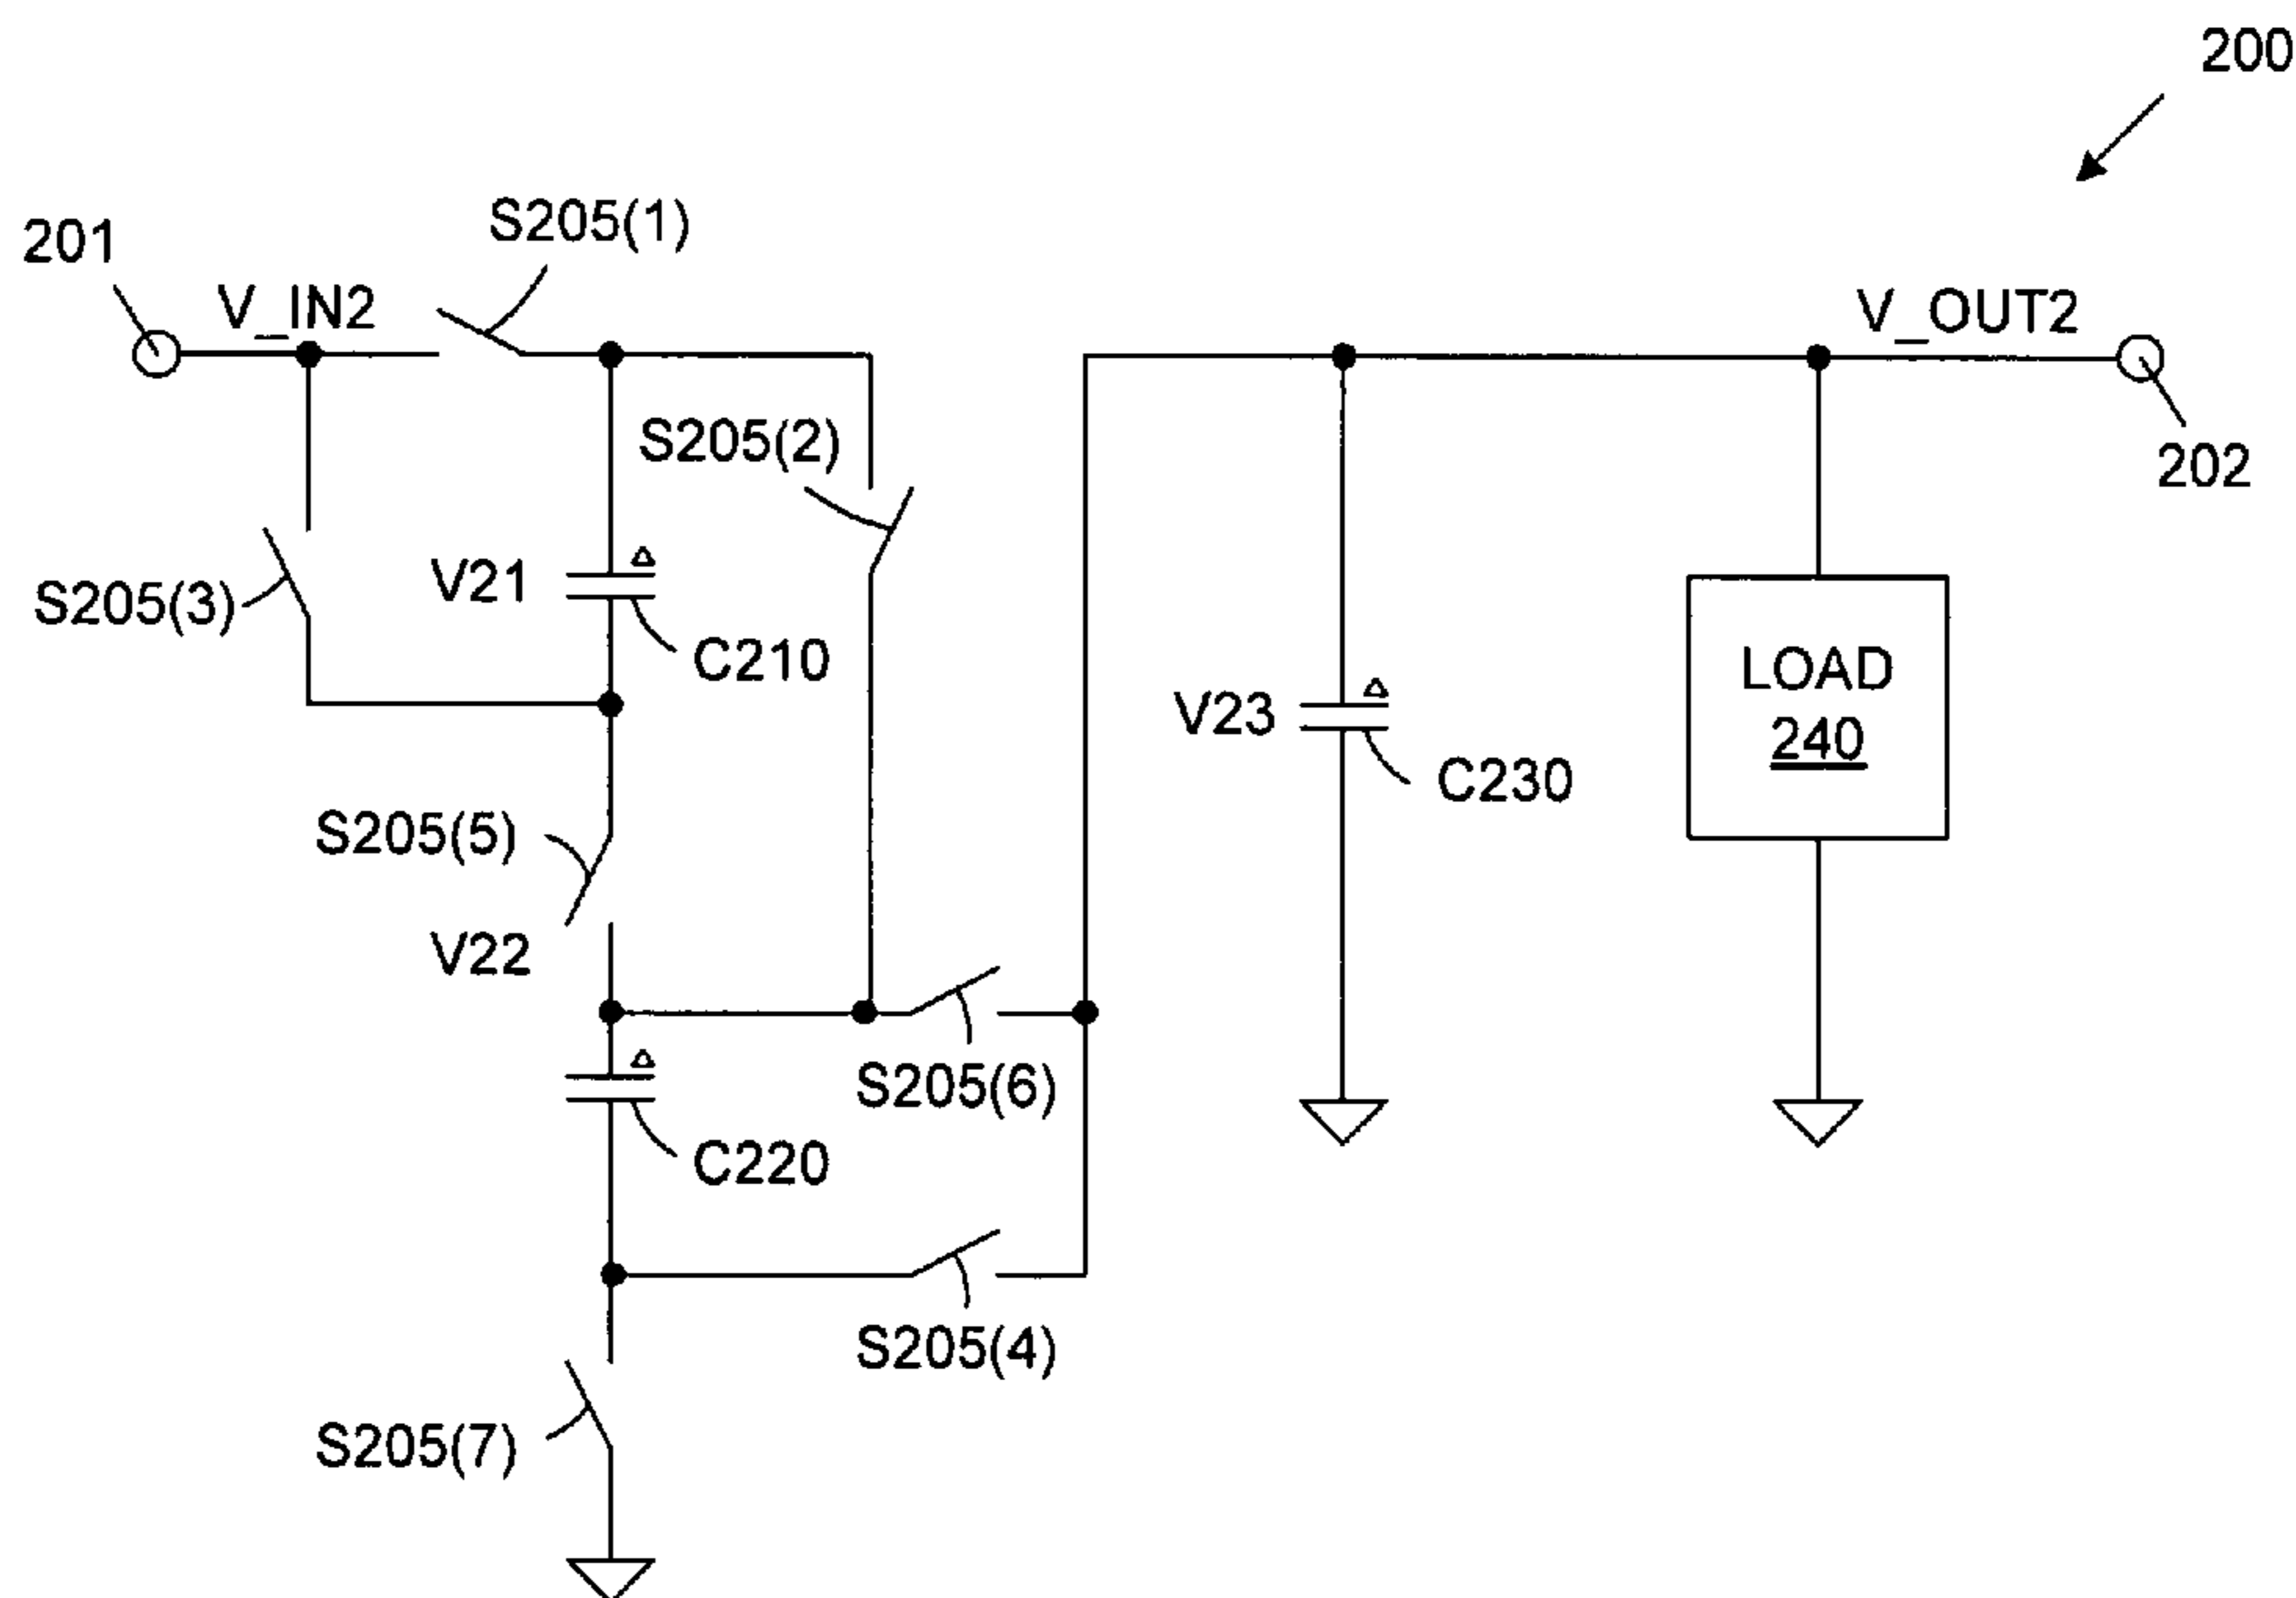 200
S205(1)
201
V_IN2
V_OUT2
S205(2)
202
V21
S205(3)
C210
LOAD
240
V23
C230
S205(5)
V22
S205(6)
C220
S205(4)
S205(7)